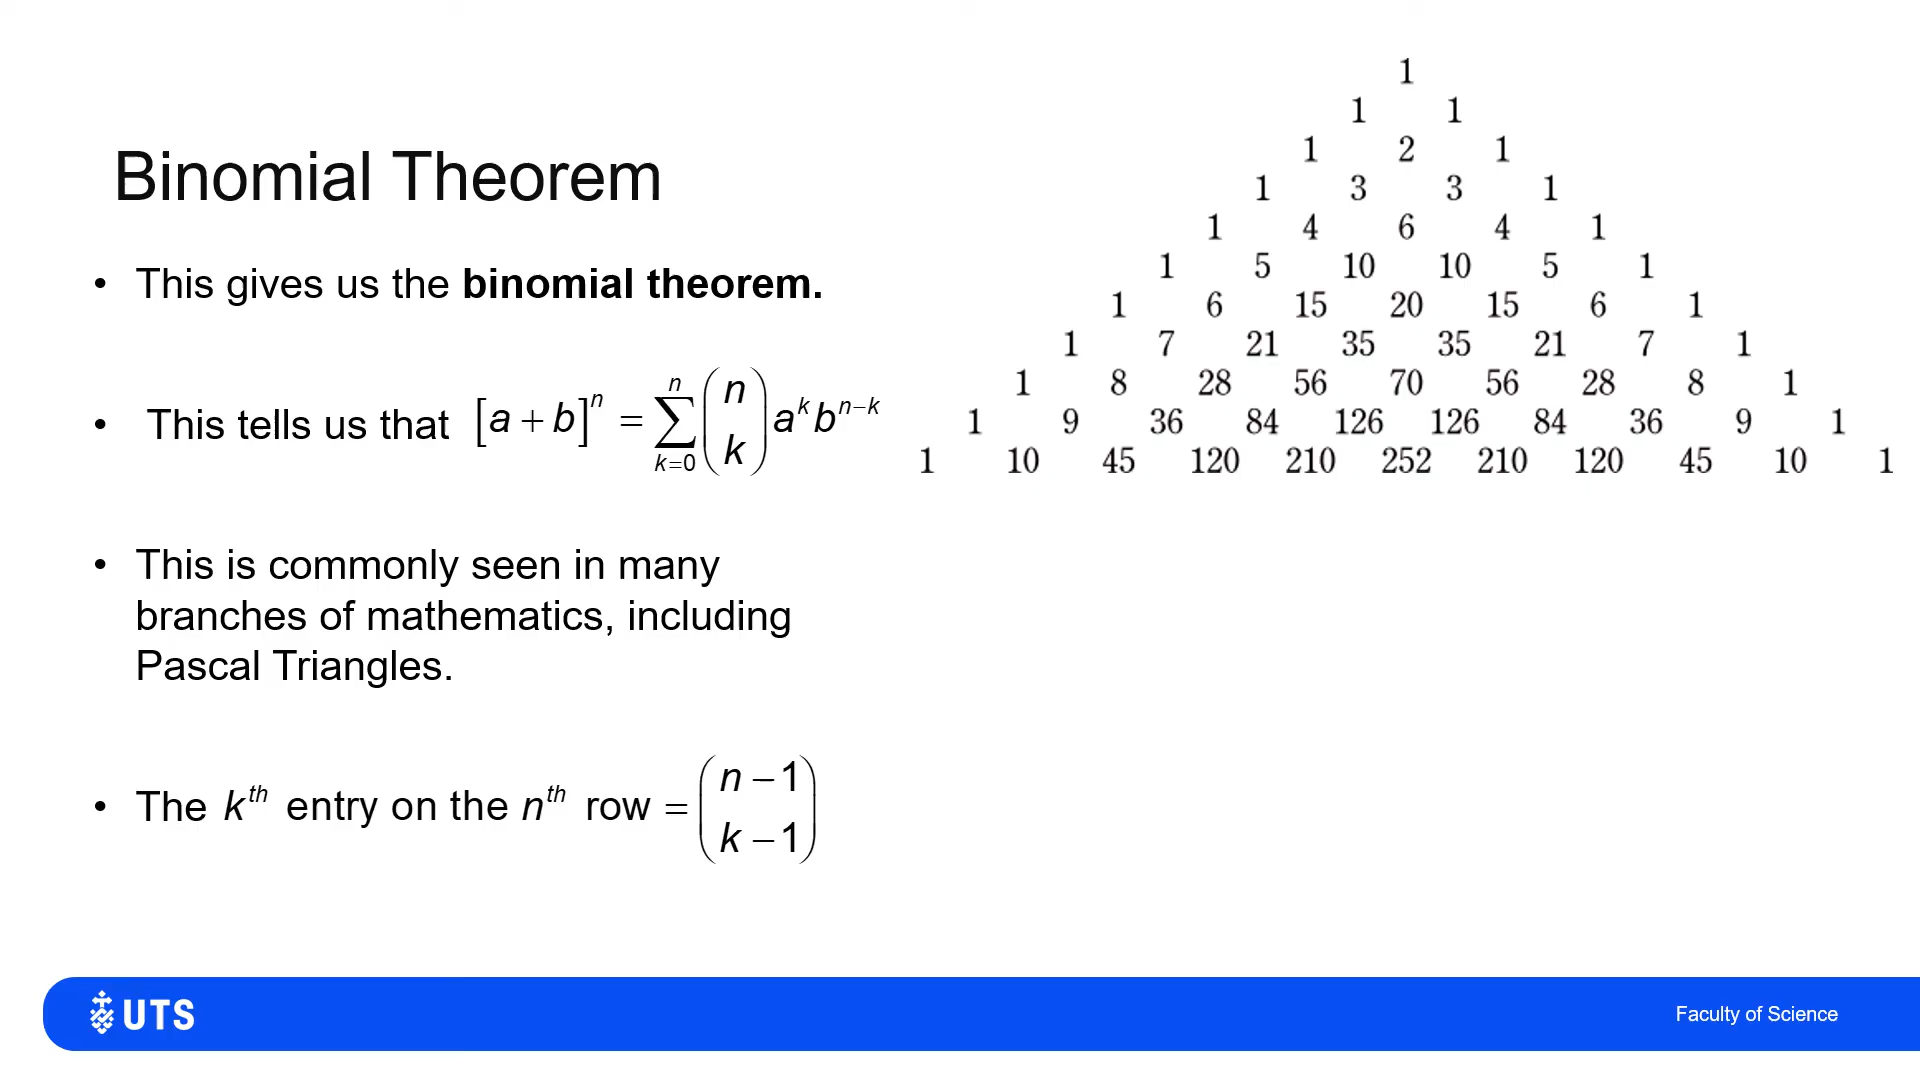 Binomial Theorem
• This gives us the binomial theorem.
• This tells us that [a + b]^n = \sum_{k=0}^{n} \binom{n}{k} a^k b^{n-k}
• This is commonly seen in many
branches of mathematics, including
Pascal Triangles.
• The k^{th} entry on the n^{th} row = \binom{n-1}{k-1}
1
1 1
1 2 1
1 3 3 1
1 4 6 4 1
1 5 10 10 5 1
1 6 15 20 15 6 1
1 7 21 35 35 21 7 1
1 8 28 56 70 56 28 8 1
1 9 36 84 126 126 84 36 9 1
1 10 45 120 210 252 210 120 45 10 1
UTS
Faculty of Science